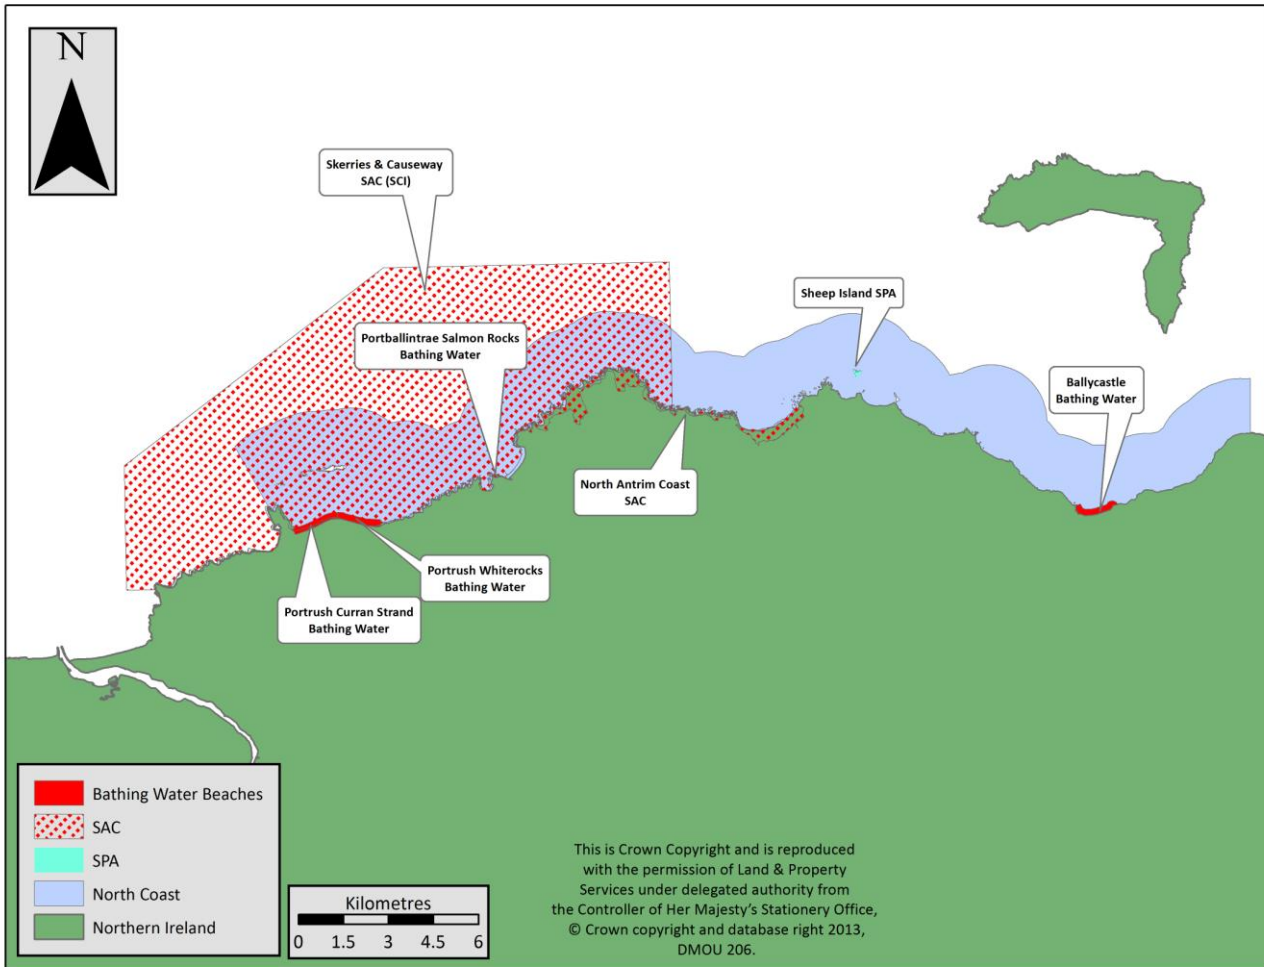 N
Skerries & Causeway
SAC (SCI)
Sheep Island SPA
Portballintrae Salmon Rocks
Bathing Water
Ballycastle
Bathing Water
North Antrim Coast
SAC
Portrush Whiterocks
Bathing Water
Portrush Curran Strand
Bathing Water
Bathing Water Beaches
SAC
SPA
North Coast
Northern Ireland
Kilometres
0 1.5 3 4.5 6
This is Crown Copyright and is reproduced
with the permission of Land & Property
Services under delegated authority from
the Controller of Her Majesty’s Stationery Office,
© Crown copyright and database right 2013,
DMOU 206.